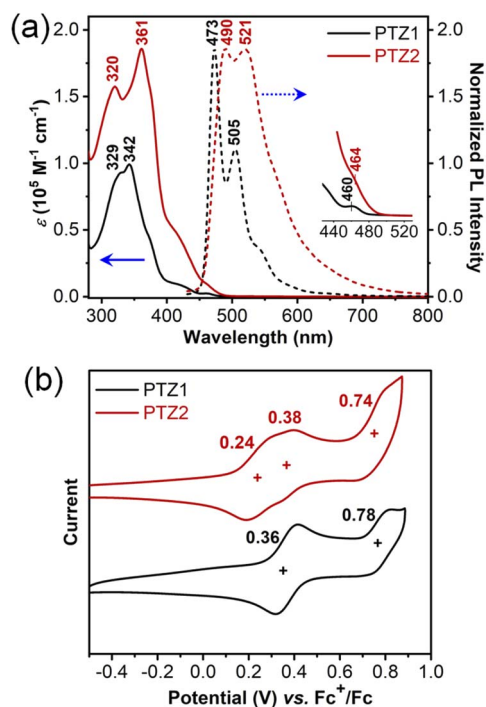 (a)
PTZ1
PTZ2
320
361
329
342
473
490
521
505
460
464
440 480 520
2.0
1.5
1.0
0.5
0.0
ε (10⁵ M⁻¹ cm⁻¹)
2.0
1.5
1.0
0.5
0.0
Normalized PL Intensity
300 400 500 600 700 800
Wavelength (nm)
(b)
PTZ1
PTZ2
0.24
0.38
0.74
0.36
0.78
Current
-0.4 -0.2 0.0 0.2 0.4 0.6 0.8 1.0
Potential (V) vs. Fc⁺/Fc